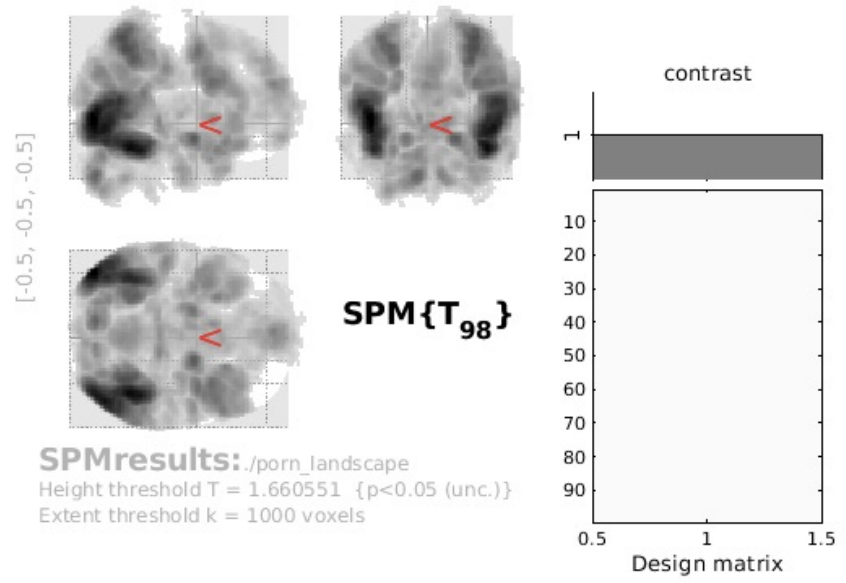 contrast
1
[-0.5, -0.5, -0.5]
SPM{T98}
10
20
30
40
50
60
70
80
90
0.5 1 1.5
Design matrix
SPMresults: ./porn_landscape
Height threshold T = 1.660551 {p<0.05 (unc.)}
Extent threshold k = 1000 voxels